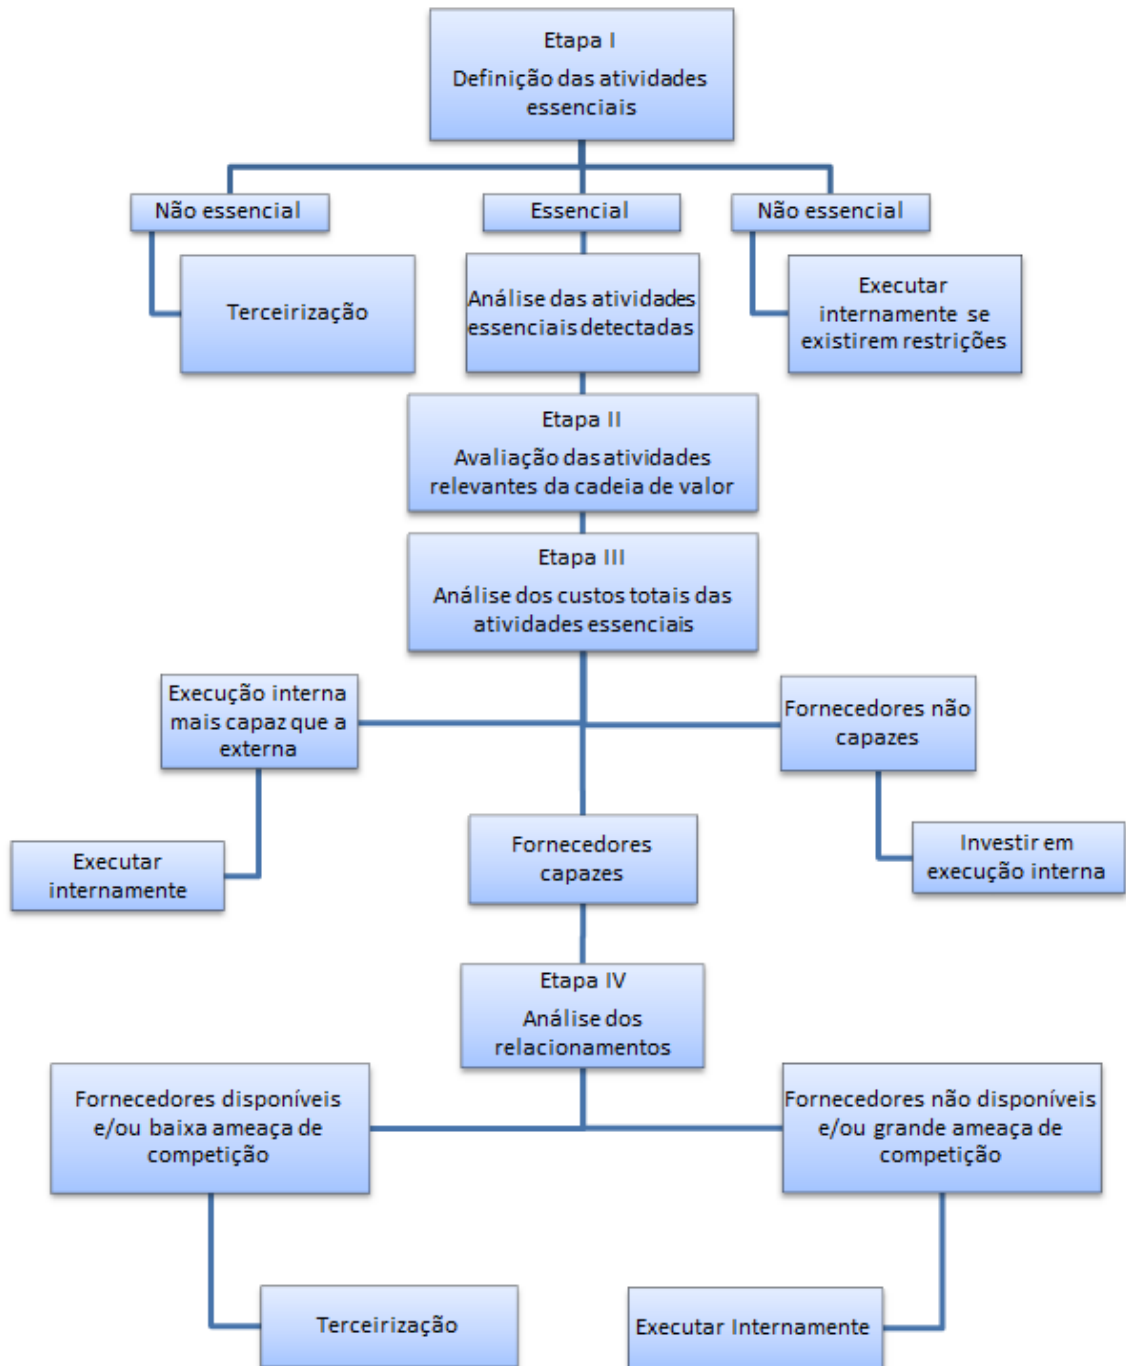 Etapa I
Definição das atividades
essenciais
Não essencial
Essencial
Não essencial
Terceirização
Análise das atividades
essenciais detectadas
Executar
internamente se
existirem restrições
Etapa II
Avaliação das atividades
relevantes da cadeia de valor
Etapa III
Análise dos custos totais das
atividades essenciais
Execução interna
mais capaz que a
externa
Fornecedores não
capazes
Executar
internamente
Fornecedores
capazes
Investir em
execução interna
Etapa IV
Análise dos
relacionamentos
Fornecedores disponíveis
e/ou baixa ameaça de
competição
Fornecedores não disponíveis
e/ou grande ameaça de
competição
Terceirização
Executar Internamente